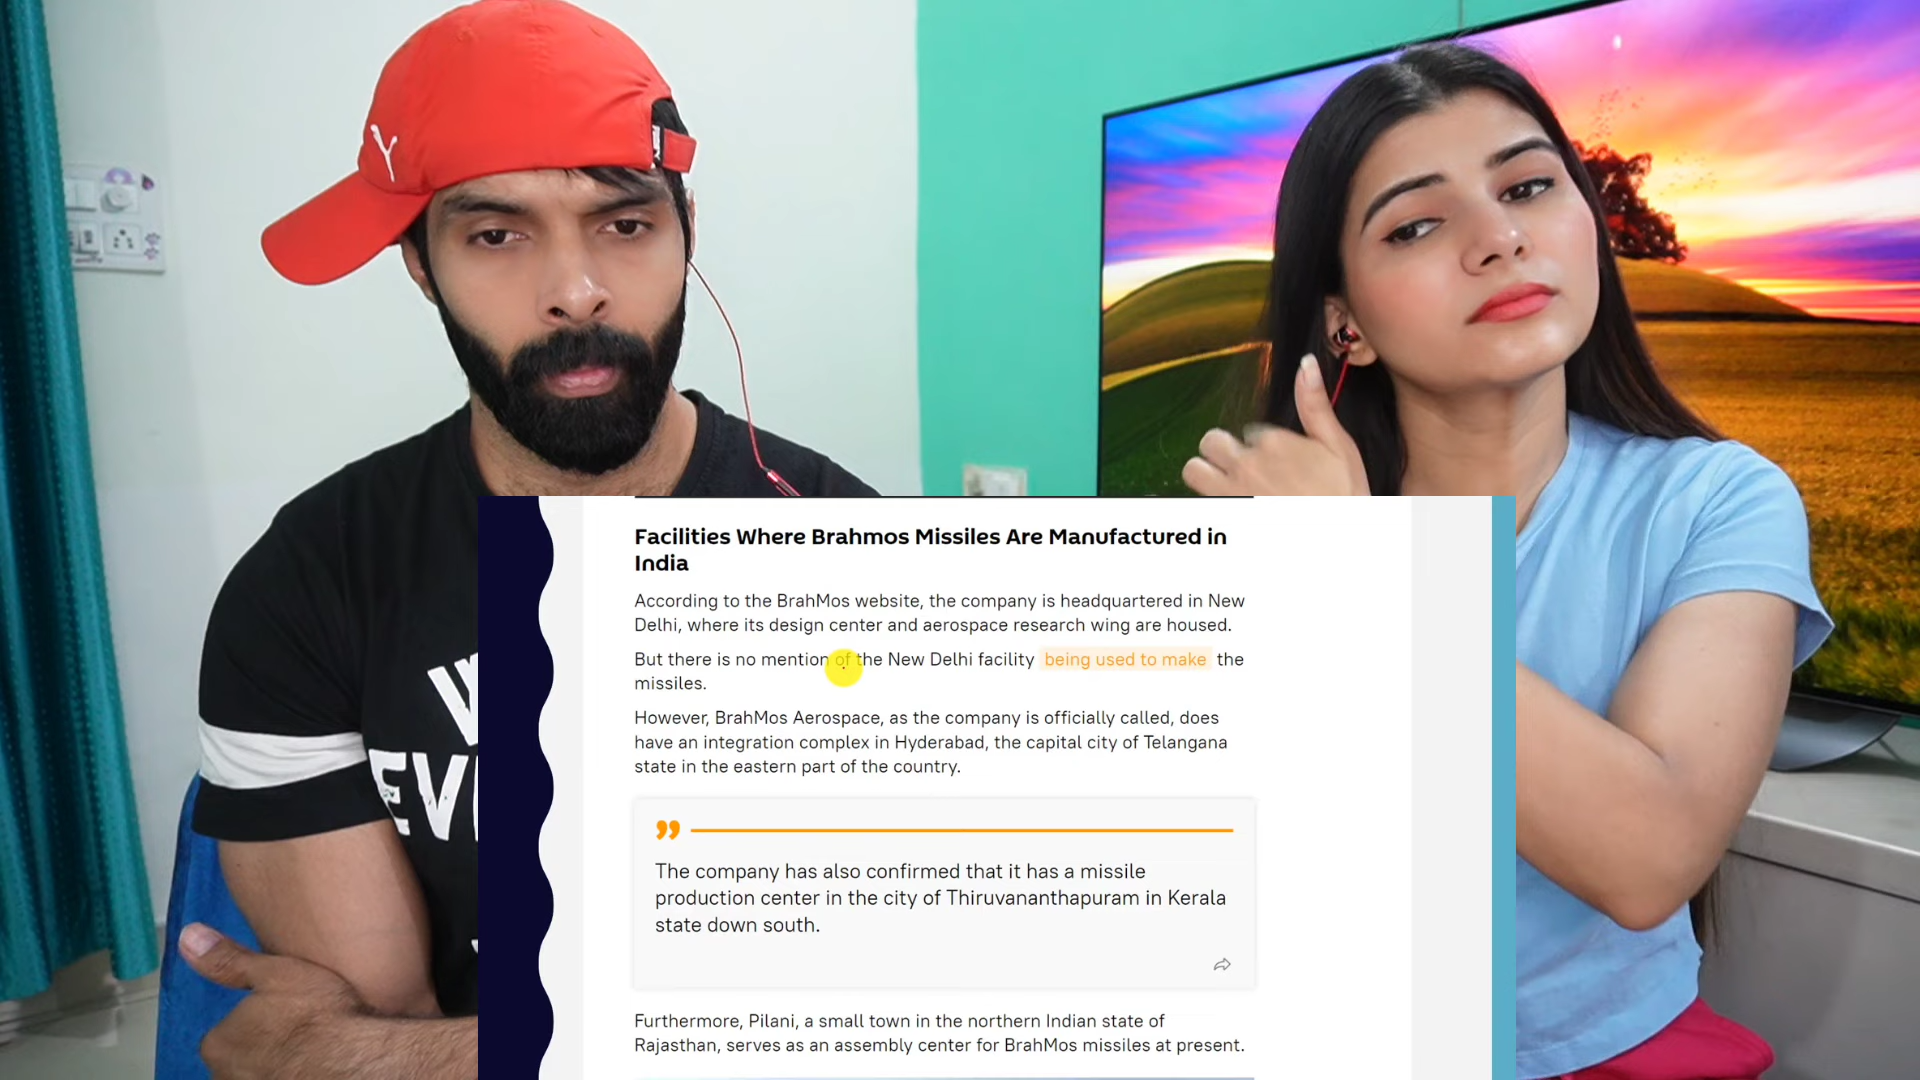 Facilities Where Brahmos Missiles Are Manufactured in
India
According to the BrahMos website, the company is headquartered in New
Delhi, where its design center and aerospace research wing are housed.
But there is no mention of the New Delhi facility being used to make the
missiles.
However, BrahMos Aerospace, as the company is officially called, does
have an integration complex in Hyderabad, the capital city of Telangana
state in the eastern part of the country.
The company has also confirmed that it has a missile
production center in the city of Thiruvananthapuram in Kerala
state down south.
Furthermore, Pilani, a small town in the northern Indian state of
Rajasthan, serves as an assembly center for BrahMos missiles at present.